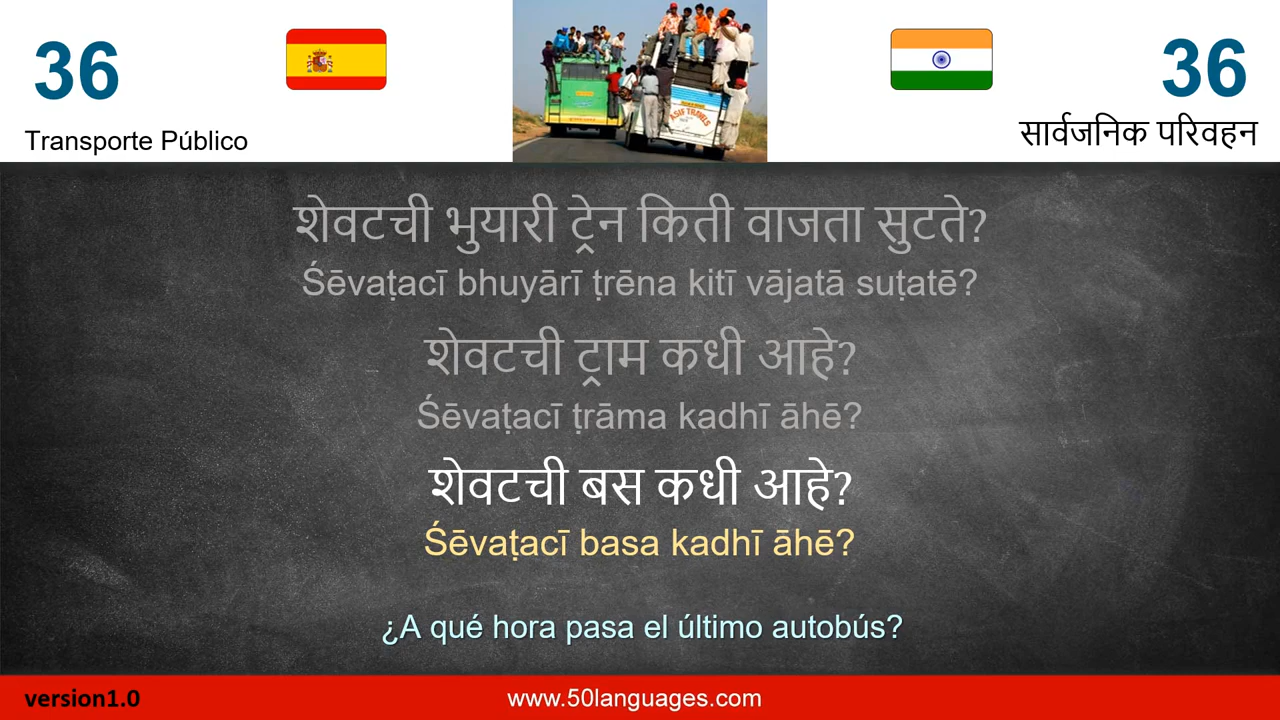 36
36
Transporte Público
सार्वजनिक परिवहन
ASIF TRAVELS
शेवटची भुयारी ट्रेन किती वाजता सुटते?
Śēvaṭacī bhuyārī ṭrēna kitī vājatā suṭatē?
शेवटची ट्राम कधी आहे?
Śēvaṭacī ṭrāma kadhī āhē?
शेवटची बस कधी आहे?
Śēvaṭacī basa kadhī āhē?
¿A qué hora pasa el último autobús?
version1.0
www.50languages.com